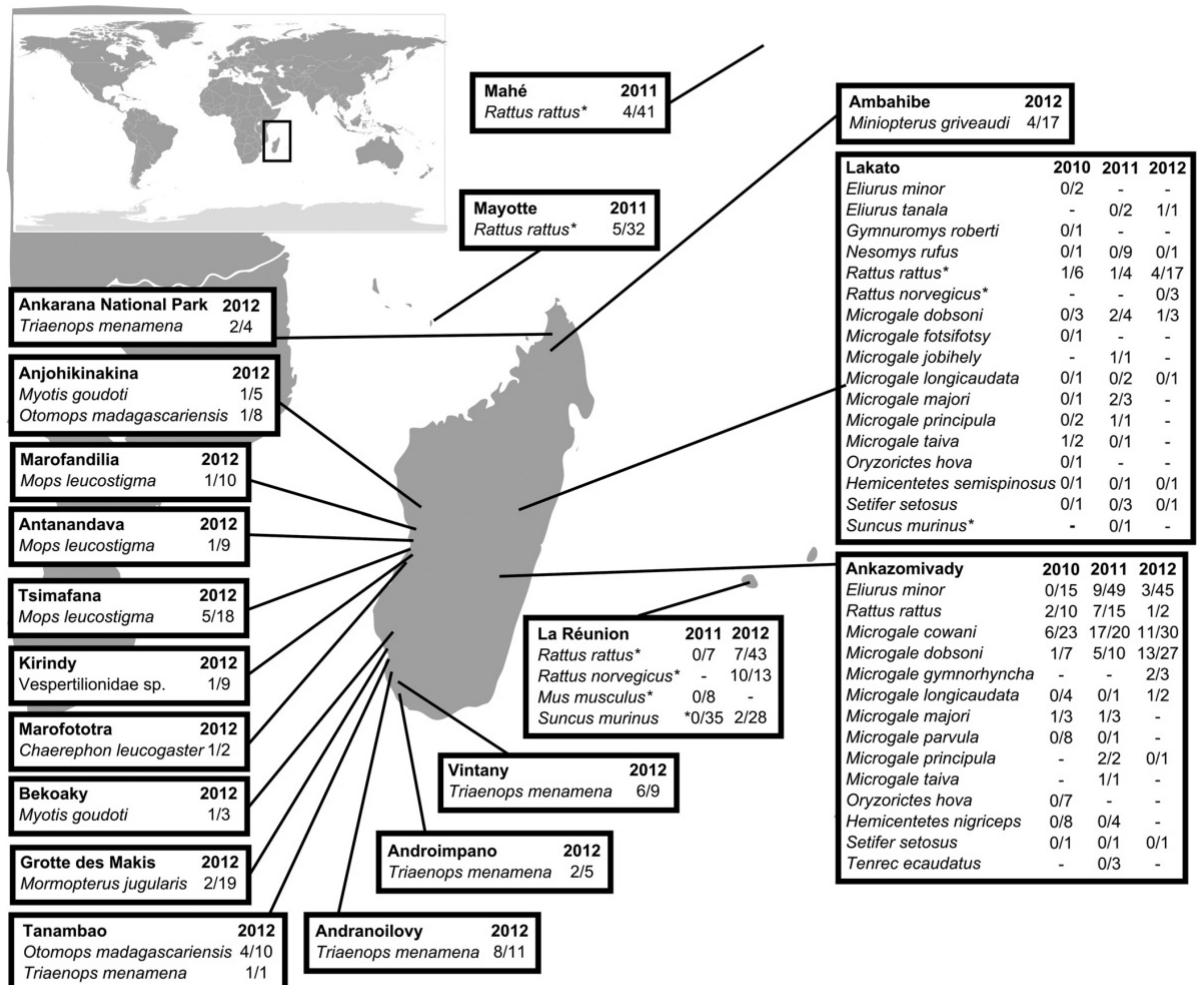 Mahé 2011
Rattus rattus* 4/41
Mayotte 2011
Rattus rattus* 5/32
Ankarana National Park 2012
Triaenops menamena 2/4
Anjohikinakina 2012
Myotis goudoti 1/5
Otomops madagascariensis 1/8
Marofandilia 2012
Mops leucostigma 1/10
Antanandava 2012
Mops leucostigma 1/9
Tsimafana 2012
Mops leucostigma 5/18
Kirindy 2012
Vespertilionidae sp. 1/9
Marofototra 2012
Chaerephon leucogaster 1/2
Bekoaky 2012
Myotis goudoti 1/3
Grotte des Makis 2012
Mormopterus jugularis 2/19
Tanambao 2012
Otomops madagascariensis 4/10
Triaenops menamena 1/1
Andranoilovy 2012
Triaenops menamena 8/11
Androimpano 2012
Triaenops menamena 2/5
Vintany 2012
Triaenops menamena 6/9
La Réunion 2011 2012
Rattus rattus* 0/7 7/43
Rattus norvegicus* - 10/13
Mus musculus* 0/8 -
Suncus murinus *0/35 2/28
Ambahibe 2012
Miniopterus griveaudi 4/17
Lakato 2010 2011 2012
Eliurus minor 0/2 - -
Eliurus tanala - 0/2 1/1
Gymnuromys roberti 0/1 - -
Nesomys rufus 0/1 0/9 0/1
Rattus rattus* 1/6 1/4 4/17
Rattus norvegicus* - - 0/3
Microgale dobsoni 0/3 2/4 1/3
Microgale fotsifotsy 0/1 - -
Microgale jobihely - 1/1 -
Microgale longicaudata 0/1 0/2 0/1
Microgale majori 0/1 2/3 -
Microgale principula 0/2 1/1 -
Microgale taiva 1/2 0/1 -
Oryzorictes hova 0/1 - -
Hemicentetes semispinosus 0/1 0/1 0/1
Setifer setosus 0/1 0/3 0/1
Suncus murinus* - 0/1 -
Ankazomivady 2010 2011 2012
Eliurus minor 0/15 9/49 3/45
Rattus rattus 2/10 7/15 1/2
Microgale cowani 6/23 17/20 11/30
Microgale dobsoni 1/7 5/10 13/27
Microgale gymnorhyncha - - 2/3
Microgale longicaudata 0/4 0/1 1/2
Microgale majori 1/3 1/3 -
Microgale parvula 0/8 0/1 -
Microgale principula - 2/2 0/1
Microgale taiva - 1/1 -
Oryzorictes hova 0/7 - -
Hemicentetes nigriceps 0/8 0/4 -
Setifer setosus 0/1 0/1 0/1
Tenrec ecaudatus - 0/3 -